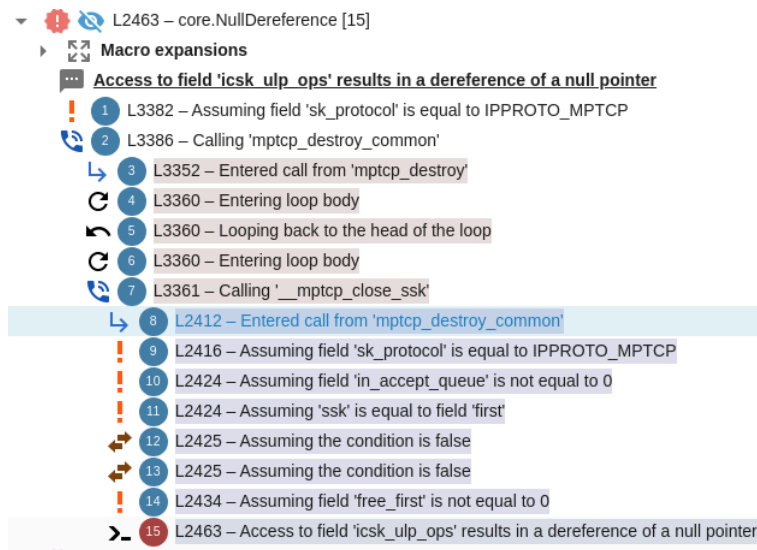 L2463 – core.NullDereference [15]
Macro expansions
Access to field 'icsk_ulp_ops' results in a dereference of a null pointer
1 L3382 – Assuming field 'sk_protocol' is equal to IPPROTO_MPTCP
2 L3386 – Calling 'mptcp_destroy_common'
3 L3352 – Entered call from 'mptcp_destroy'
4 L3360 – Entering loop body
5 L3360 – Looping back to the head of the loop
6 L3360 – Entering loop body
7 L3361 – Calling '__mptcp_close_ssk'
8 L2412 – Entered call from 'mptcp_destroy_common'
9 L2416 – Assuming field 'sk_protocol' is equal to IPPROTO_MPTCP
10 L2424 – Assuming field 'in_accept_queue' is not equal to 0
11 L2424 – Assuming 'ssk' is equal to field 'first'
12 L2425 – Assuming the condition is false
13 L2425 – Assuming the condition is false
14 L2434 – Assuming field 'free_first' is not equal to 0
15 L2463 – Access to field 'icsk_ulp_ops' results in a dereference of a null pointer